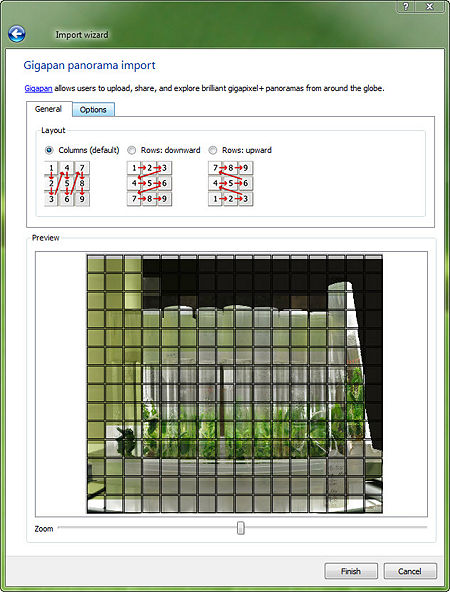 ?
Import wizard
Gigapan panorama import
Gigapan allows users to upload, share, and explore brilliant gigapixel+ panoramas from around the globe.
General Options
Layout
Columns (default) Rows: downward Rows: upward
1 4 7 1 2 3 7 8 9
2 5 8 4 5 6 4 5 6
3 6 9 7 8 9 1 2 3
Preview
Zoom
Finish Cancel